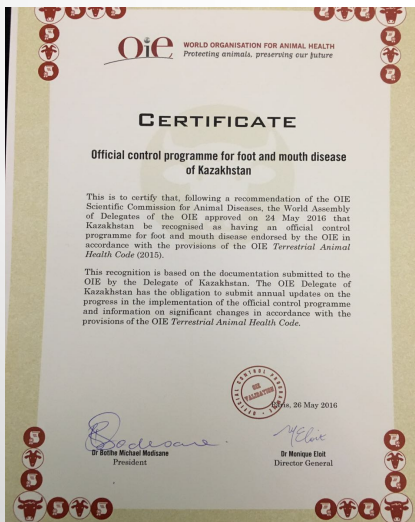 Oie WORLD ORGANISATION FOR ANIMAL HEALTH
Protecting animals, preserving our future
CERTIFICATE
Official control programme for foot and mouth disease
of Kazakhstan
This is to certify that, following a recommendation of the OIE
Scientific Commission for Animal Diseases, the World Assembly
of Delegates of the OIE approved on 24 May 2016 that
Kazakhstan be recognised as having an official control
programme for foot and mouth disease endorsed by the OIE in
accordance with the provisions of the OIE Terrestrial Animal
Health Code (2015).
This recognition is based on the documentation submitted to the
OIE by the Delegate of Kazakhstan. The OIE Delegate of
Kazakhstan has the obligation to submit annual updates on the
progress in the implementation of the official control programme
and information on significant changes in accordance with the
provisions of the OIE Terrestrial Animal Health Code.
OFFICIAL CONTROL PROGRAMME
OIE
VALIDATION
Paris, 26 May 2016
Dr Botlhe Michael Modisane
President
MEloit
Dr Monique Eloit
Director General